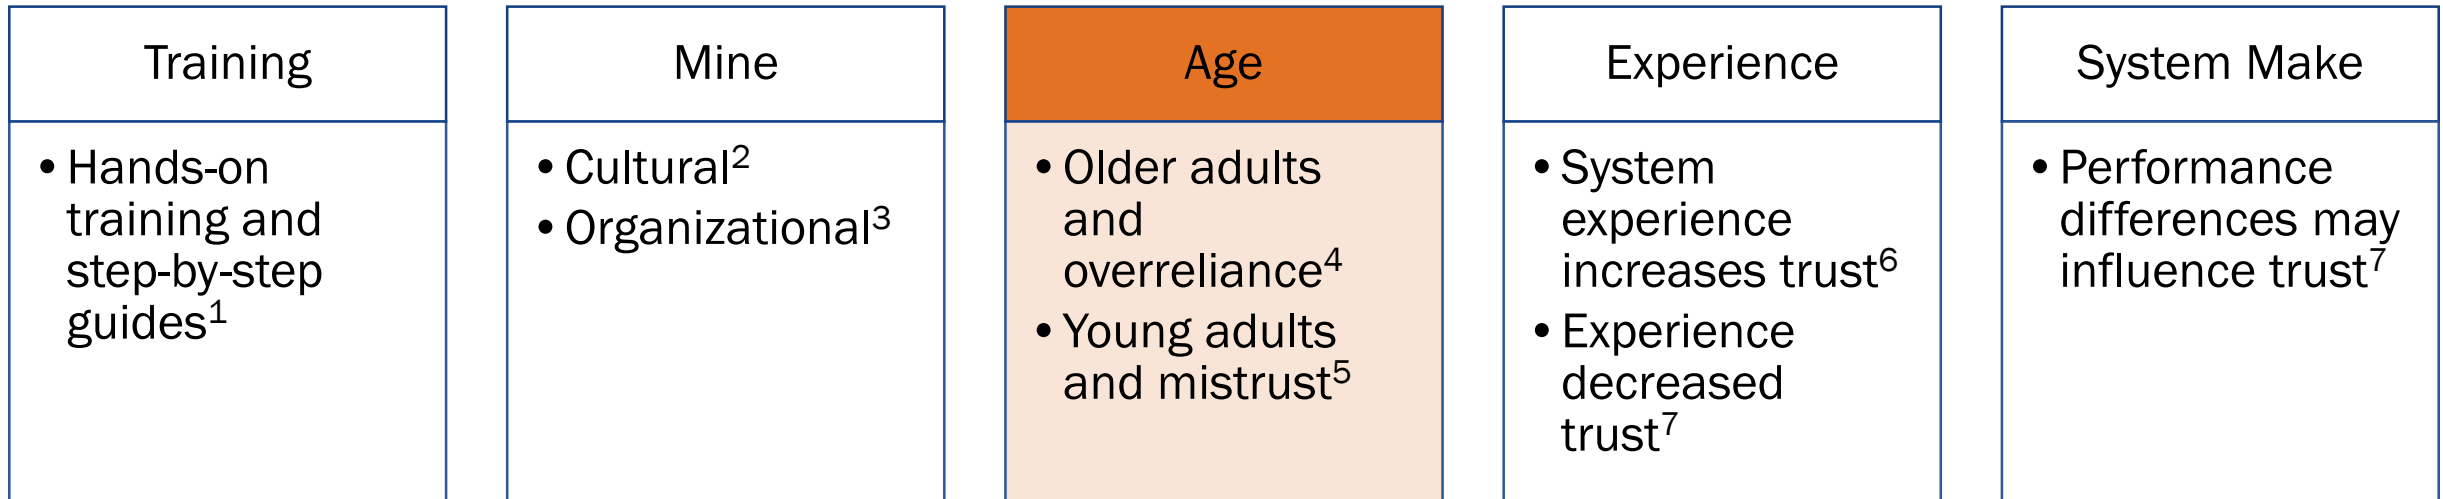 Training
• Hands-on
training and
step-by-step
guides¹
Mine
• Cultural²
• Organizational³
Age
• Older adults
and
overreliance⁴
• Young adults
and mistrust⁵
Experience
• System
experience
increases trust⁶
• Experience
decreased
trust⁷
System Make
• Performance
differences may
influence trust⁷